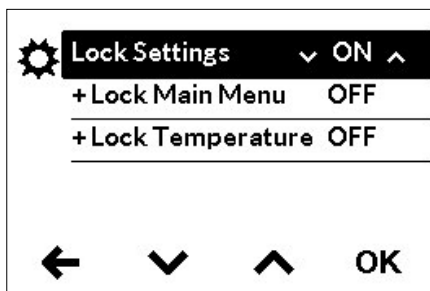 Lock Settings ON
+Lock Main Menu OFF
+Lock Temperature OFF
OK